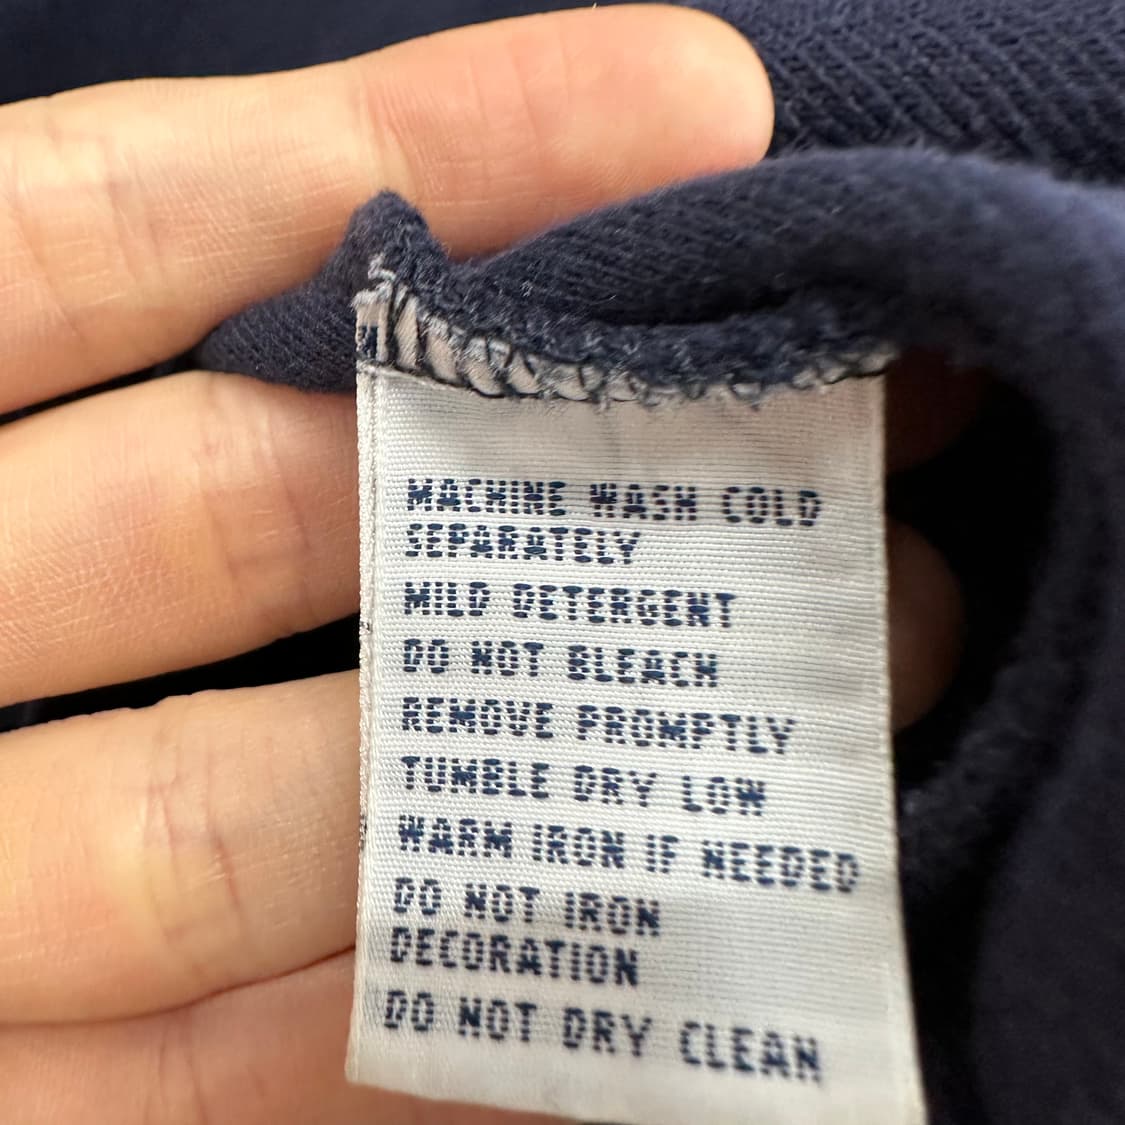 MACHINE WASH COLD
SEPARATELY
MILD DETERGENT
DO NOT BLEACH
REMOVE PROMPTLY
TUMBLE DRY LOW
WARM IRON IF NEEDED
DO NOT IRON
DECORATION
DO NOT DRY CLEAN